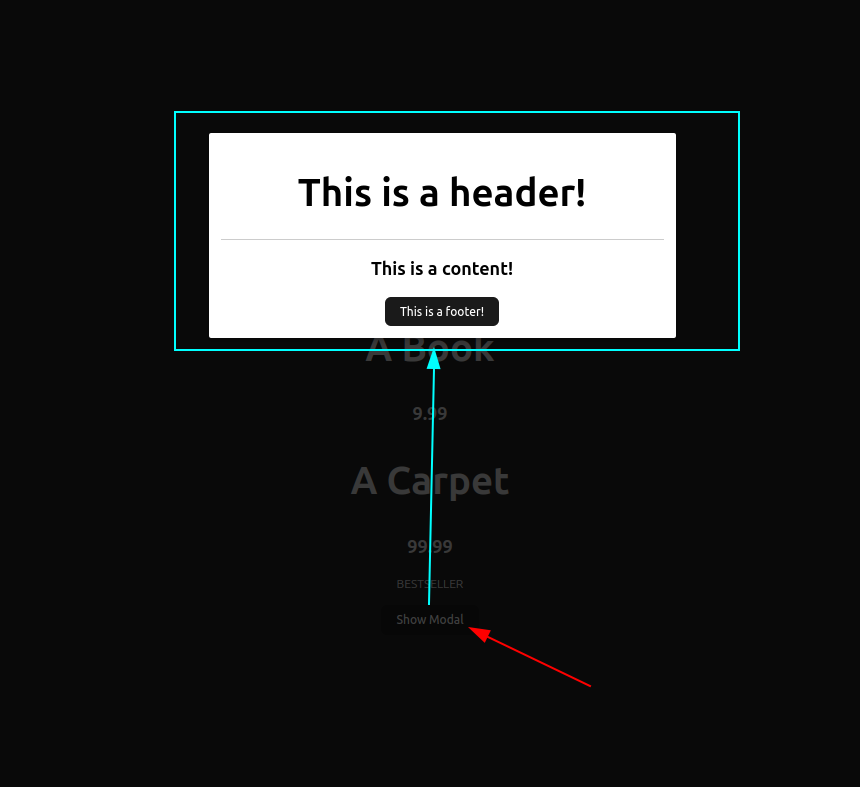 This is a header!
This is a content!
This is a footer!
A Book
9.99
A Carpet
99.99
BESTSELLER
Show Modal